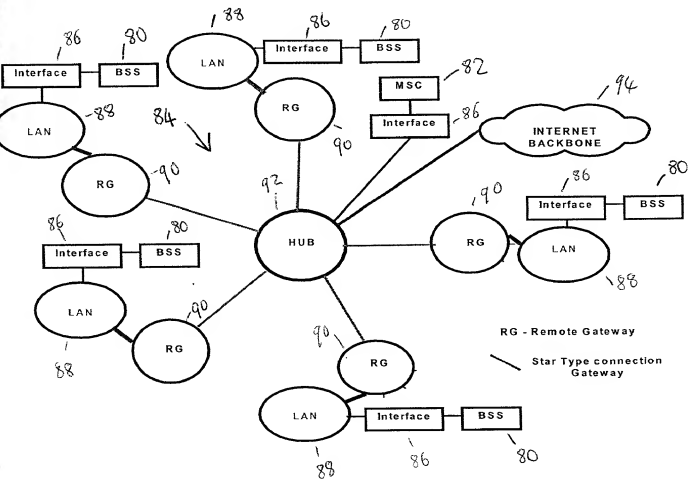 88
86
80
LAN
Interface
BSS
86
80
Interface
BSS
MSC
82
Interface
86
94
INTERNET
BACKBONE
LAN
88
84
RG
90
RG
90
92
HUB
90
RG
86
80
Interface
BSS
LAN
88
86
80
Interface
BSS
LAN
88
90
RG
RG - Remote Gateway
Star Type connection
Gateway
90
RG
LAN
Interface
BSS
88
86
80